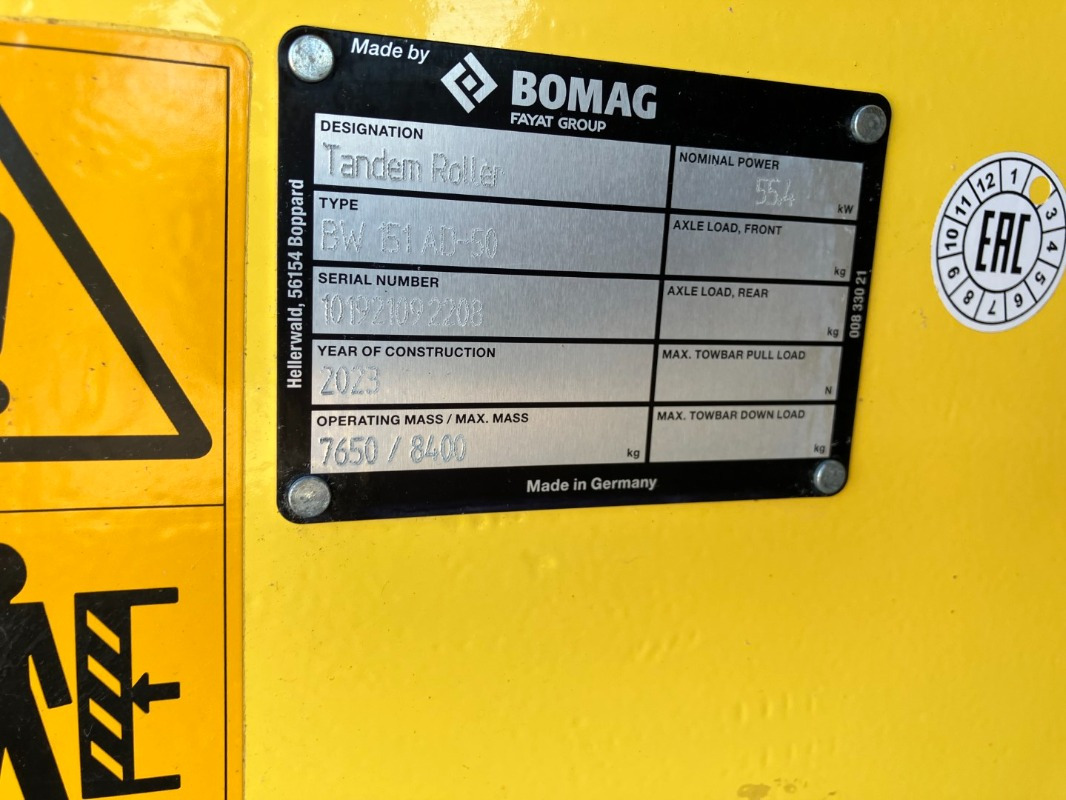 Made by
BOMAG
FAYAT GROUP
DESIGNATION
Tandem Roller
NOMINAL POWER
55,4 kW
TYPE
BW 151 AD-50
AXLE LOAD, FRONT
kg
SERIAL NUMBER
101921092208
AXLE LOAD, REAR
kg
YEAR OF CONSTRUCTION
2023
MAX. TOWBAR PULL LOAD
N
OPERATING MASS / MAX. MASS
7650 / 8400 kg
MAX. TOWBAR DOWN LOAD
kg
Made in Germany
Hellerwald, 56154 Boppard
008 330 21
EAC
1 3 4 5 6 7 8 9 10 11 12